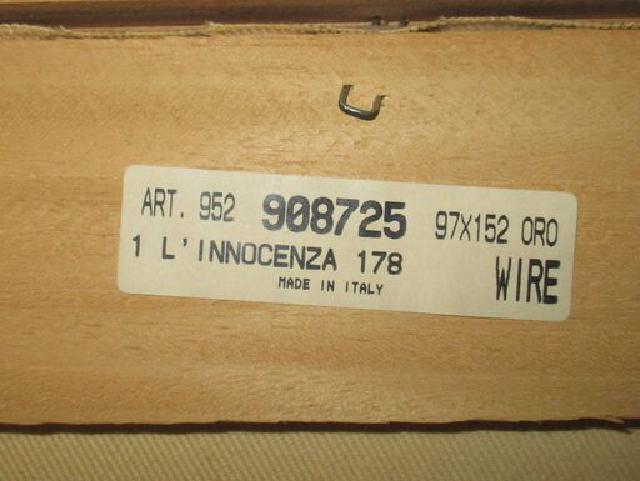 ART. 952 908725 97X152 ORO
1 L'INNOCENZA 178 WIRE
MADE IN ITALY